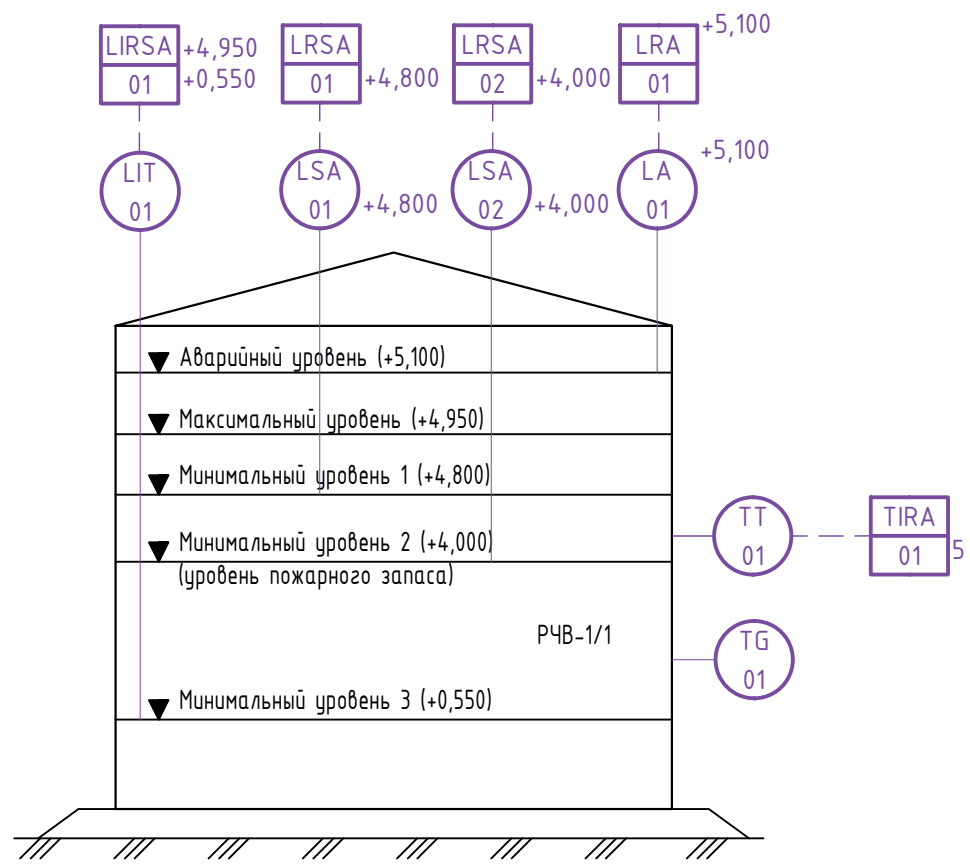 LIRSA
01
+4,950
+0,550
LRSA
01
+4,800
LRSA
02
+4,000
LRA
01
+5,100
LIT
01
LSA
01
+4,800
LSA
02
+4,000
LA
01
+5,100
Аварийный уровень (+5,100)
Максимальный уровень (+4,950)
Минимальный уровень 1 (+4,800)
Минимальный уровень 2 (+4,000)
(уровень пожарного запаса)
TT
01
TIRA
01
5
РЧВ-1/1
TG
01
Минимальный уровень 3 (+0,550)